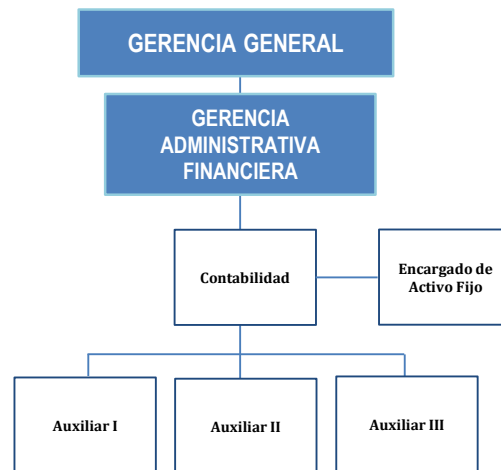 GERENCIA GENERAL
GERENCIA
ADMINISTRATIVA
FINANCIERA
Contabilidad
Encargado de
Activo Fijo
Auxiliar I
Auxiliar II
Auxiliar III